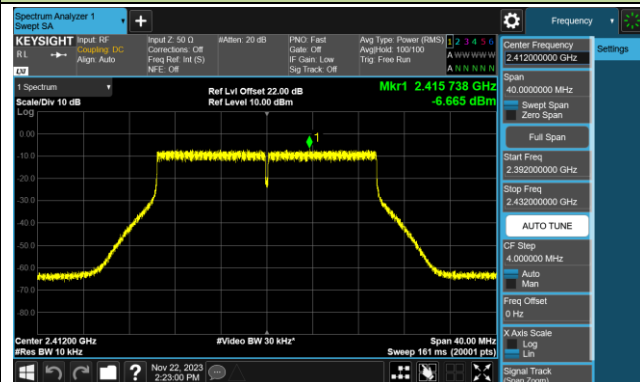 Spectrum Analyzer 1
Swept SA
+
Frequency
KEYSIGHT
R L
LXI
Input: RF
Coupling: DC
Align: Auto
Input Z: 50 Ω
Corrections: Off
Freq Ref: Int (S)
NFE: Off
#Atten: 20 dB
PNO: Fast
Gate: Off
IF Gain: Low
Sig Track: Off
Avg Type: Power (RMS)
Avg|Hold: 100/100
Trig: Free Run
1 2 3 4 5 6
A W W W W W
A N N N N N
1 Spectrum
Scale/Div 10 dB
Log
Ref Lvl Offset 22.00 dB
Ref Level 10.00 dBm
Mkr1 2.415 738 GHz
-6.665 dBm
1
0.00
-10.0
-20.0
-30.0
-40.0
-50.0
-60.0
-70.0
-80.0
Center 2.41200 GHz
#Res BW 10 kHz
#Video BW 30 kHz*
Span 40.00 MHz
Sweep 161 ms (20001 pts)
Nov 22, 2023
2:23:00 PM
Center Frequency
2.412000000 GHz
Settings
Span
40.0000000 MHz
Swept Span
Zero Span
Full Span
Start Freq
2.392000000 GHz
Stop Freq
2.432000000 GHz
AUTO TUNE
CF Step
4.000000 MHz
Auto
Man
Freq Offset
0 Hz
X Axis Scale
Log
Lin
Signal Track
(Span Zoom)